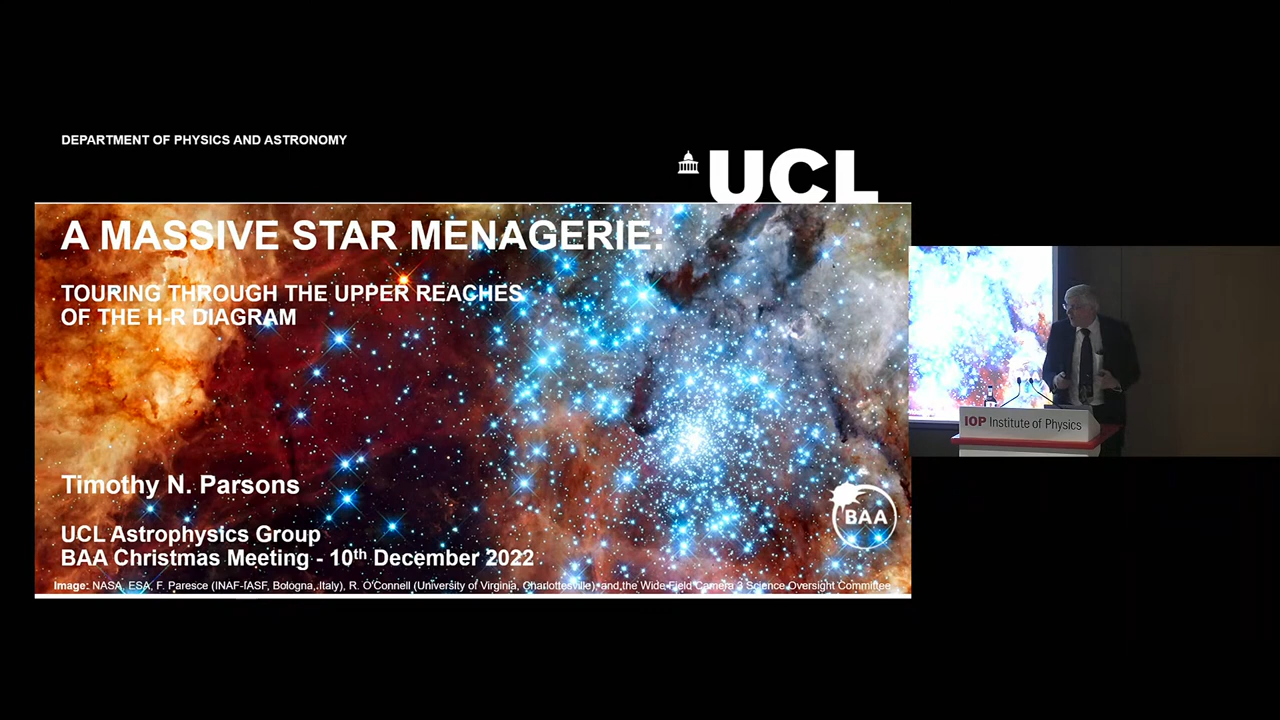 DEPARTMENT OF PHYSICS AND ASTRONOMY
UCL
A MASSIVE STAR MENAGERIE:
TOURING THROUGH THE UPPER REACHES
OF THE H-R DIAGRAM
Timothy N. Parsons
UCL Astrophysics Group
BAA Christmas Meeting - 10th December 2022
BAA
Image: NASA, ESA, F. Paresce (INAF-IASF, Bologna, Italy), R. O'Connell (University of Virginia, Charlottesville), and the Wide Field Camera 3 Science Oversight Committee
IOP Institute of Physics